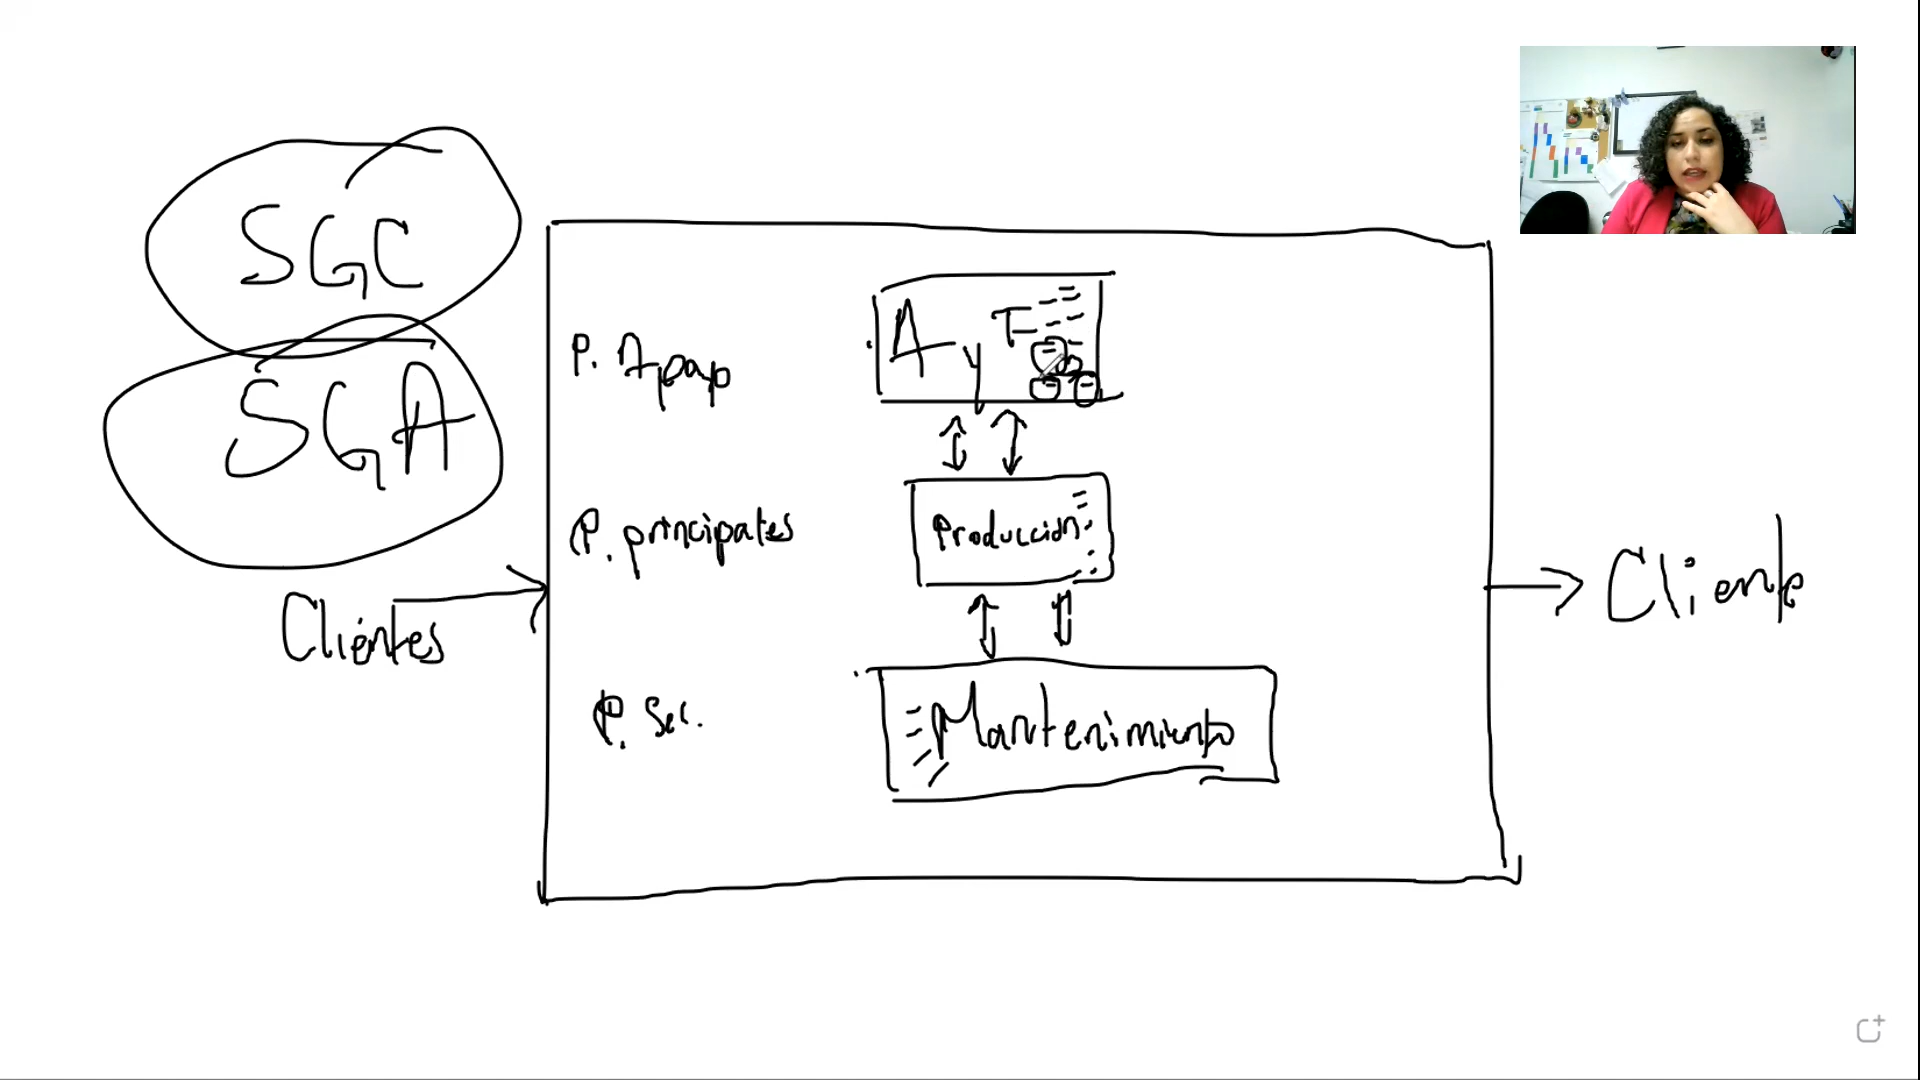 SGC
SGA
P. Apoyo
A y T
P. principales
Producción
Clientes
Cliente
P. Sec.
Mantenimiento